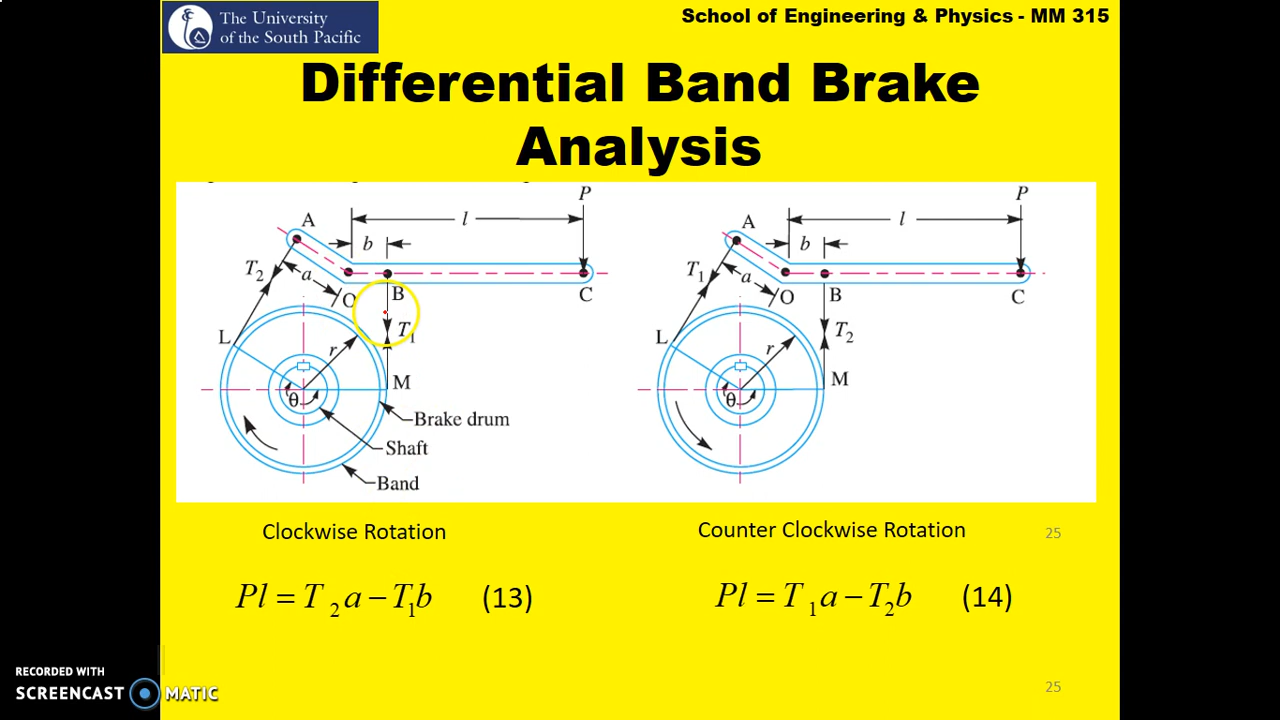 The University
of the South Pacific
School of Engineering & Physics - MM 315
Differential Band Brake
Analysis
P
l
A
b
T2
a
O
B
C
T1
L
r
M
θ
Brake drum
Shaft
Band
P
l
A
b
T1
a
O
B
C
T2
L
r
M
θ
Clockwise Rotation
Counter Clockwise Rotation
25
Pl = T2a − T1b (13)
Pl = T1a − T2b (14)
RECORDED WITH
SCREENCAST MATIC
25